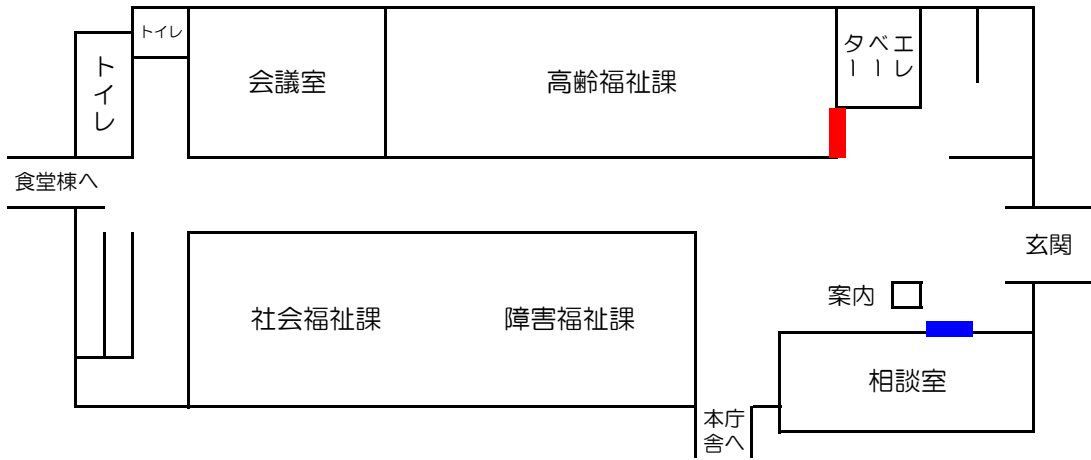 トイレ
トイレ
会議室
高齢福祉課
エレ
ベー
ター
食堂棟へ
玄関
案内
社会福祉課
障害福祉課
相談室
本庁
舎へ